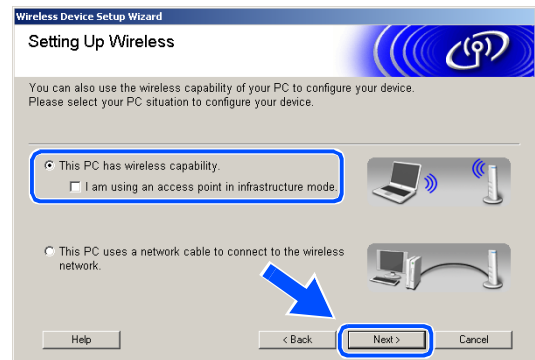 Wireless Device Setup Wizard
Setting Up Wireless
You can also use the wireless capability of your PC to configure your device.
Please select your PC situation to configure your device.
This PC has wireless capability.
I am using an access point in infrastructure mode.
This PC uses a network cable to connect to the wireless
network.
Help
< Back
Next >
Cancel